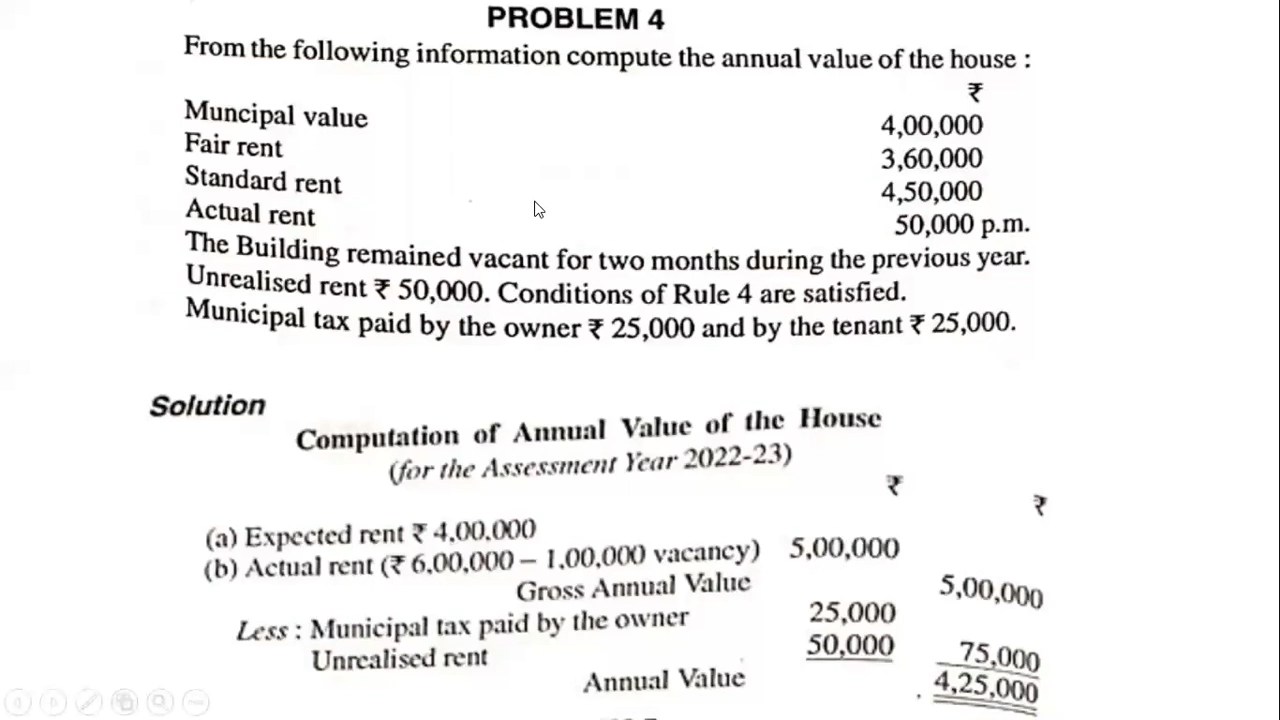 PROBLEM 4
From the following information compute the annual value of the house :
₹
Muncipal value 4,00,000
Fair rent 3,60,000
Standard rent 4,50,000
Actual rent 50,000 p.m.
The Building remained vacant for two months during the previous year.
Unrealised rent ₹ 50,000. Conditions of Rule 4 are satisfied.
Municipal tax paid by the owner ₹ 25,000 and by the tenant ₹ 25,000.
Solution
Computation of Annual Value of the House
(for the Assessment Year 2022-23)
₹ ₹
(a) Expected rent ₹ 4,00,000
(b) Actual rent (₹ 6,00,000 – 1,00,000 vacancy) 5,00,000
Gross Annual Value 5,00,000
Less : Municipal tax paid by the owner 25,000
Unrealised rent 50,000 75,000
Annual Value 4,25,000